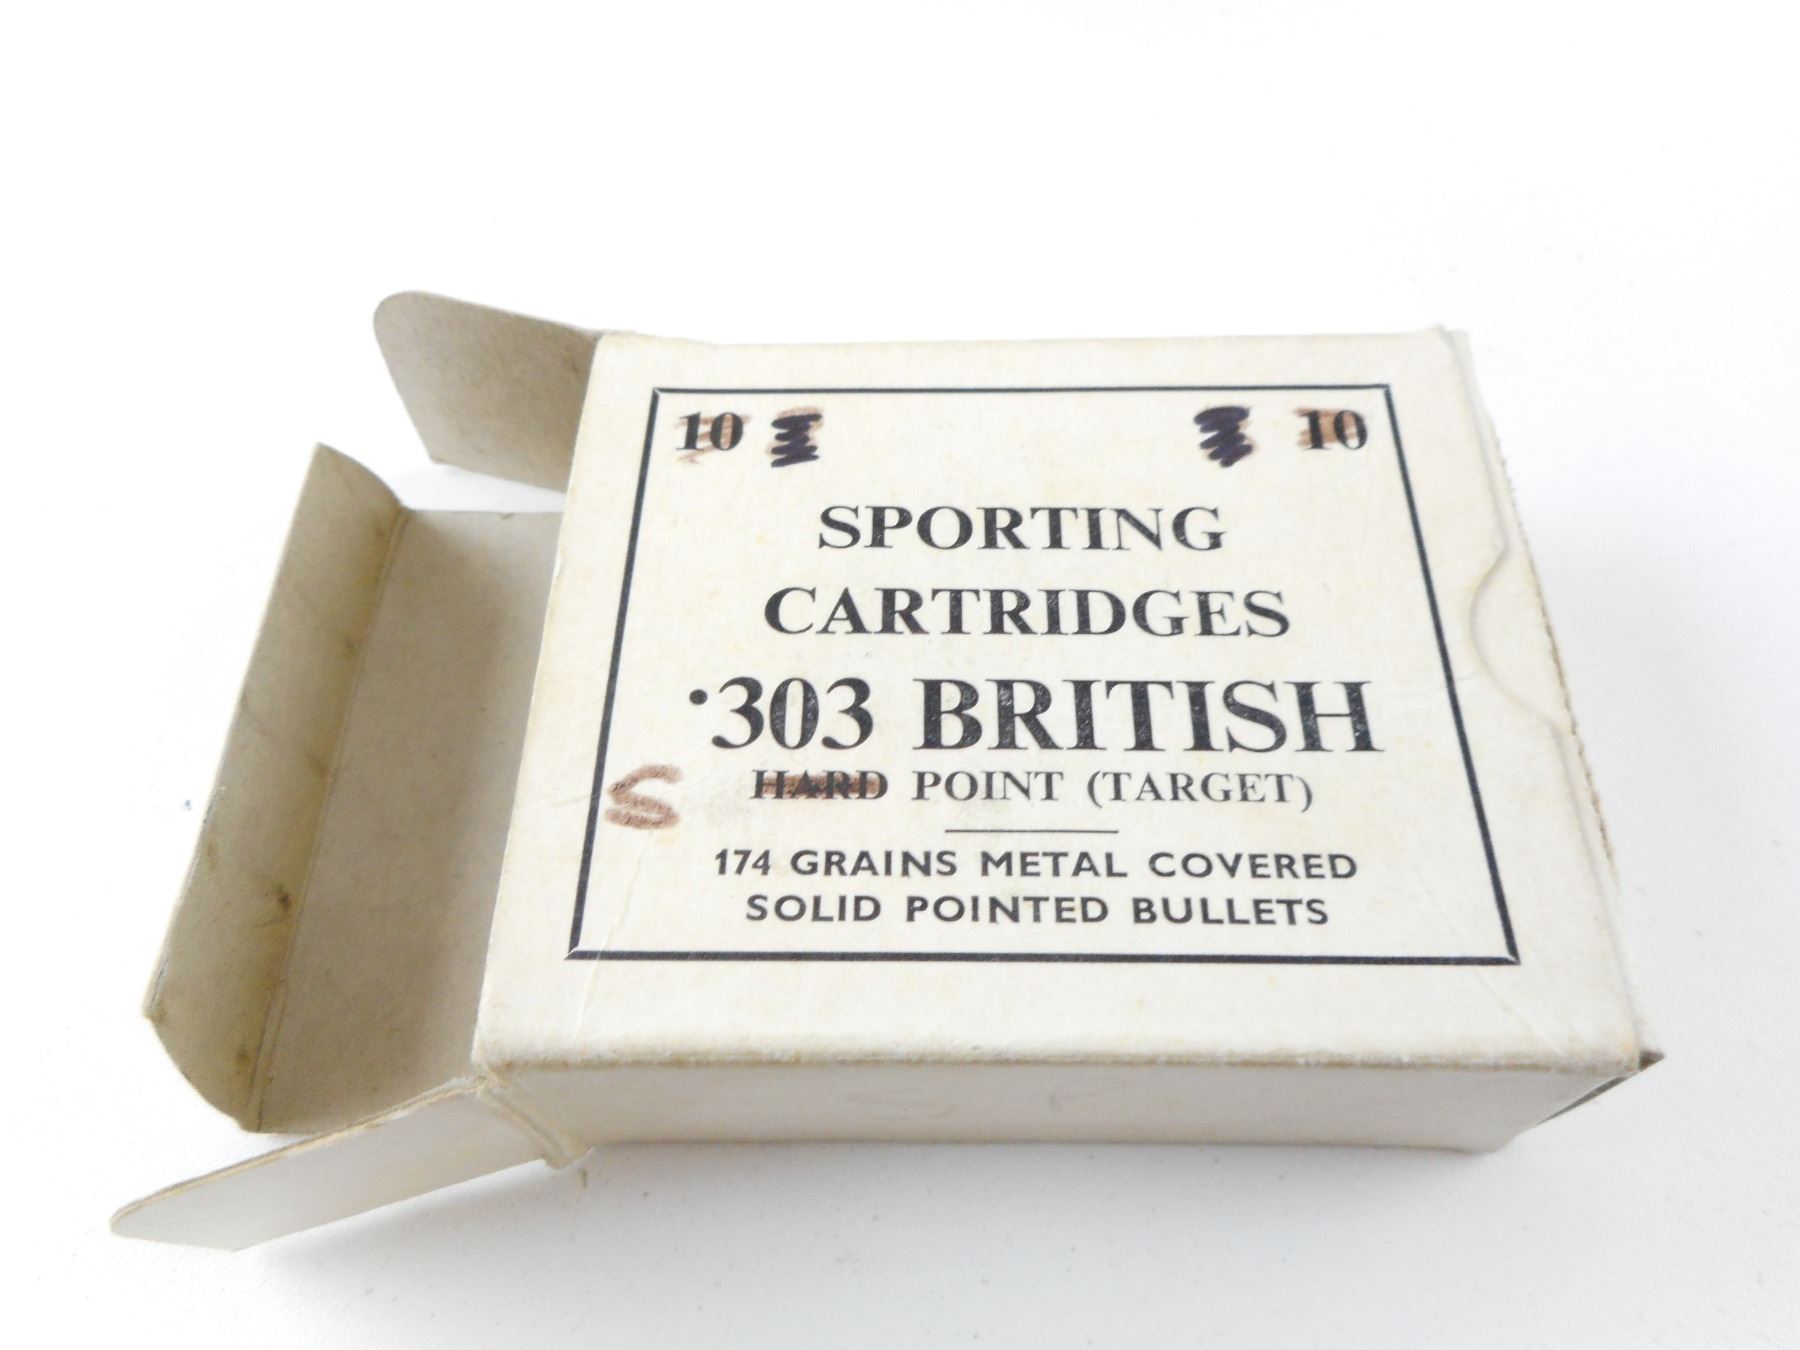 10 10
SPORTING
CARTRIDGES
.303 BRITISH
S HARD POINT (TARGET)
174 GRAINS METAL COVERED
SOLID POINTED BULLETS